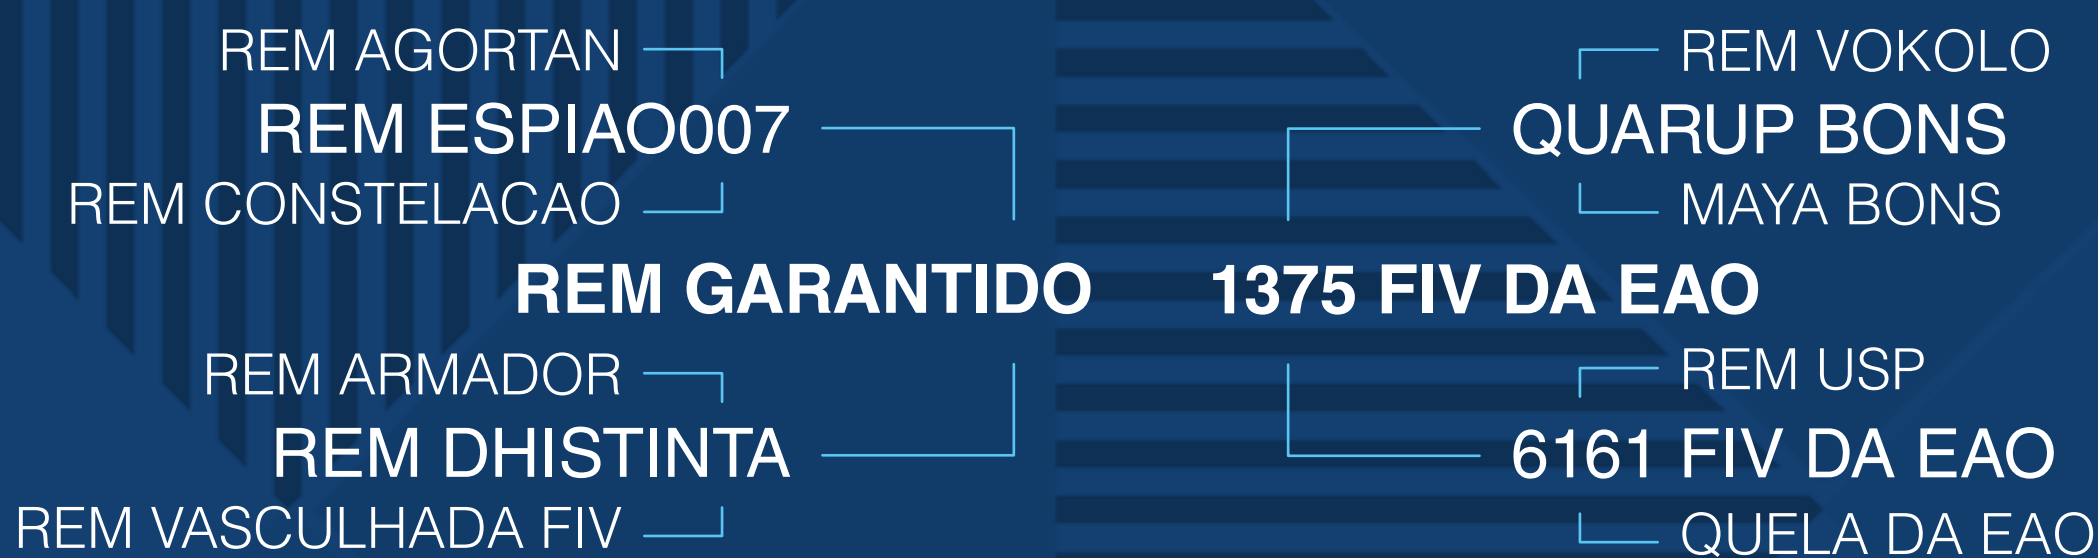 REM AGORTAN
REM ESPIAO007
REM CONSTELACAO
REM GARANTIDO
REM ARMADOR
REM DHISTINTA
REM VASCULHADA FIV
REM VOKOLO
QUARUP BONS
MAYA BONS
1375 FIV DA EAO
REM USP
6161 FIV DA EAO
QUELA DA EAO